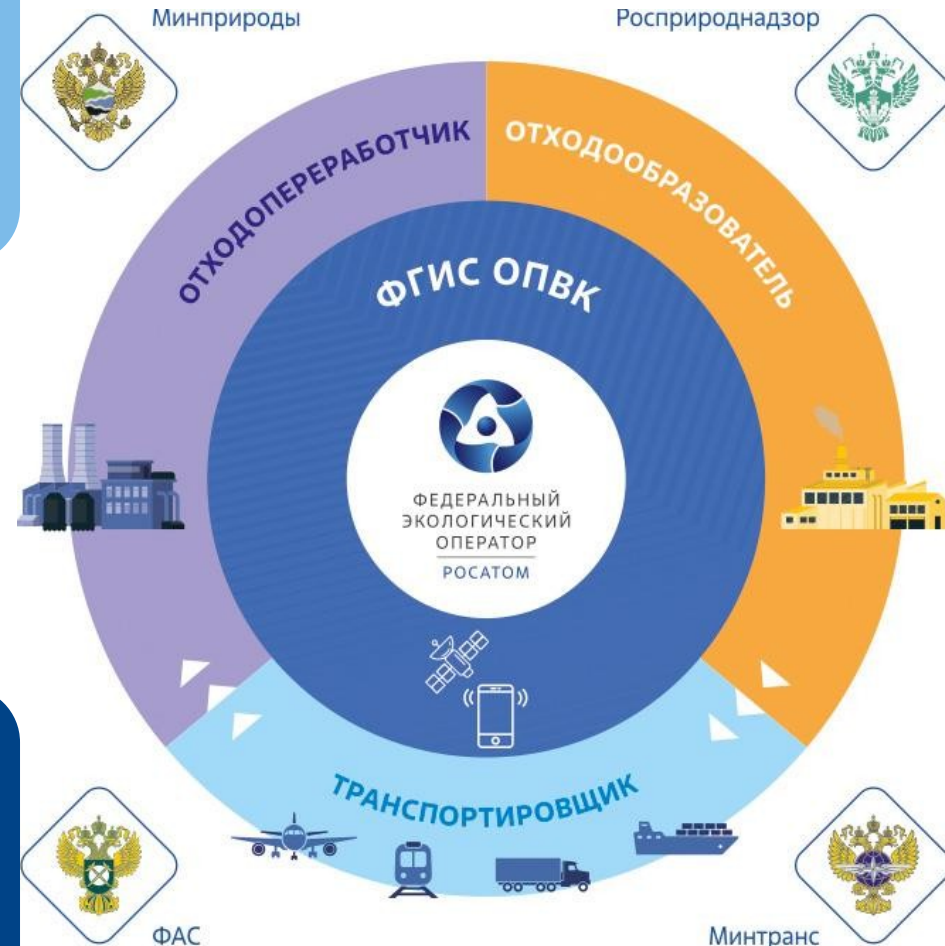 Минприроды
Росприроднадзор
ОТХОДОПЕРЕРАБОТЧИК
ОТХОДООБРАЗОВАТЕЛЬ
ФГИС ОПВК
ФЕДЕРАЛЬНЫЙ
ЭКОЛОГИЧЕСКИЙ
ОПЕРАТОР
РОСАТОМ
ТРАНСПОРТИРОВЩИК
ФАС
Минтранс